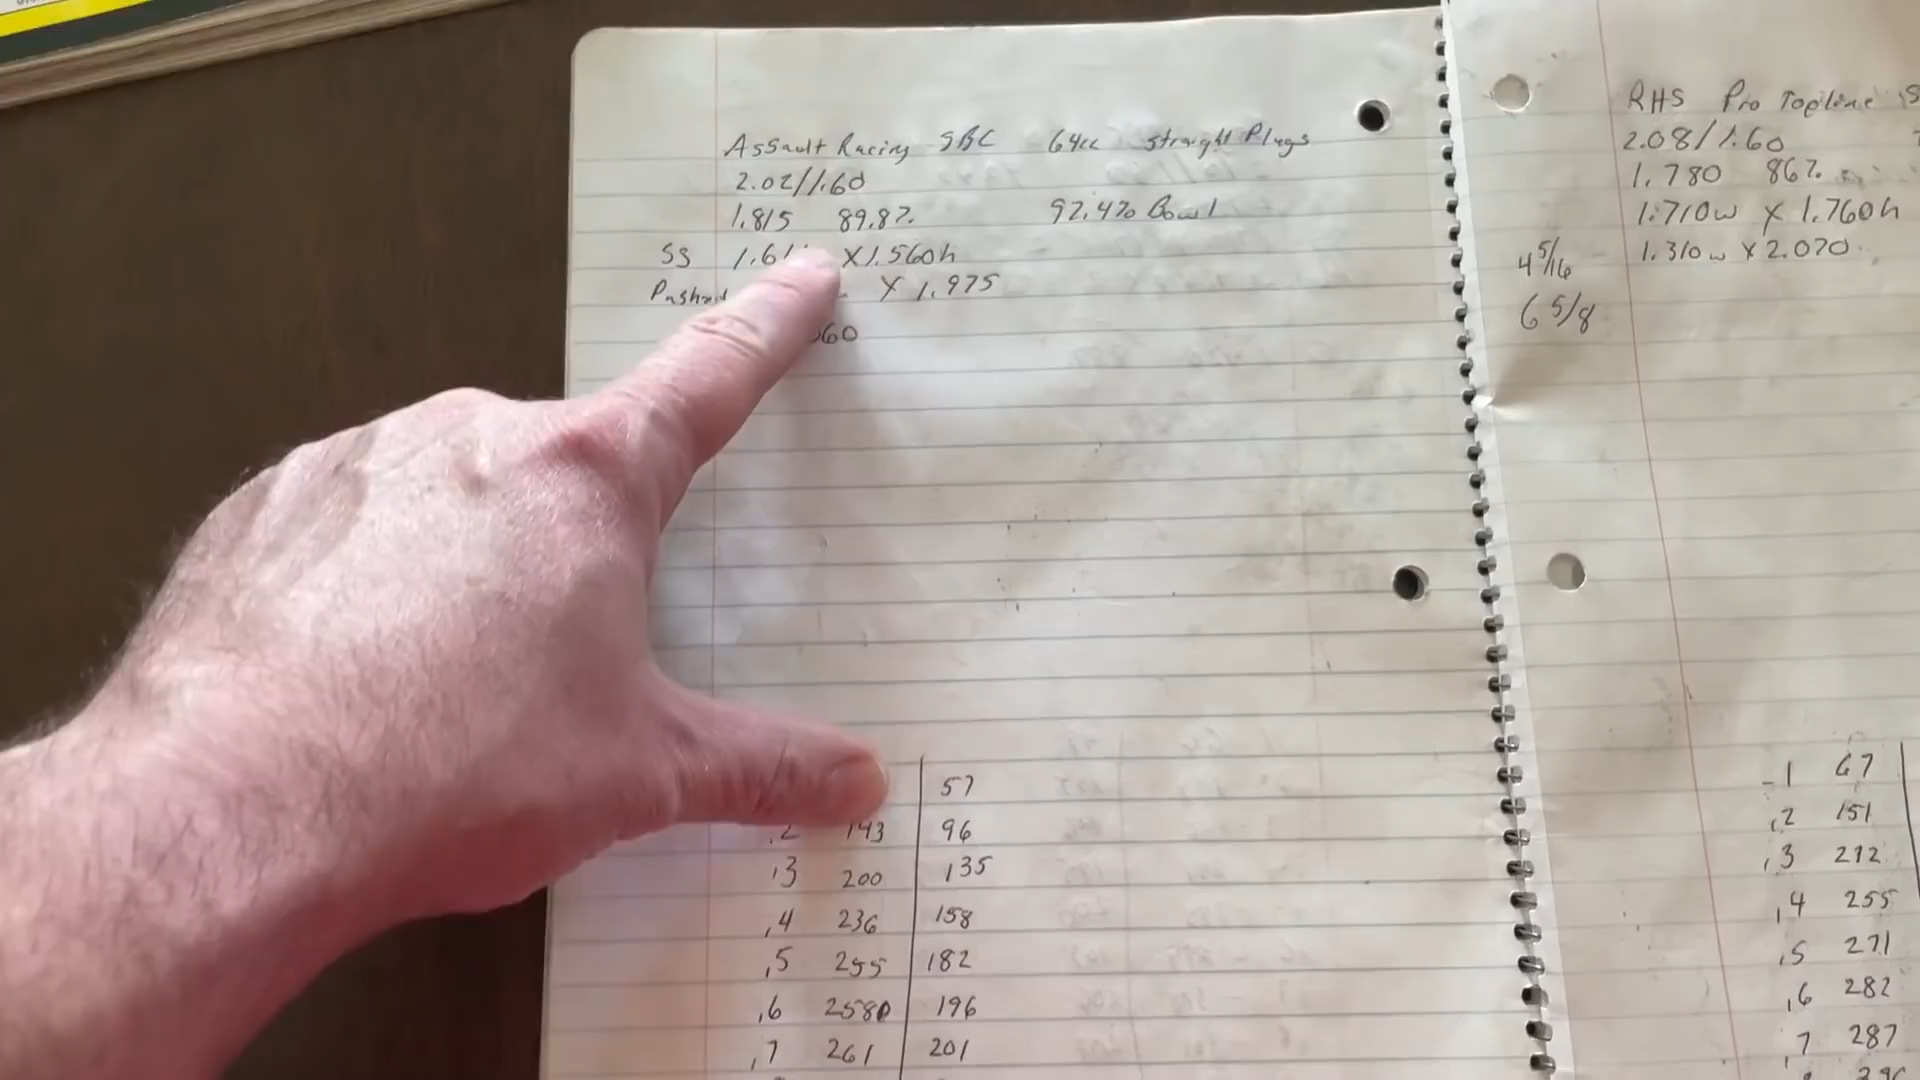 Assault Racing SBC 64cc straight Plugs
2.02/1.60
1.815 89.8%. 92.4% Bowl
SS X1.560h
X 1.975
57
.2 143 96
.3 200 135
.4 236 158
.5 255 182
.6 258 196
.7 261 201
RHS Pro Topline
2.08/1.60
1.780 86%.
1.710w X 1.760h
4 5/16 1.310w X 2.070
6 5/8
.1 67
.2 151
.3 212
.4 255
.5 271
.6 282
.7 287